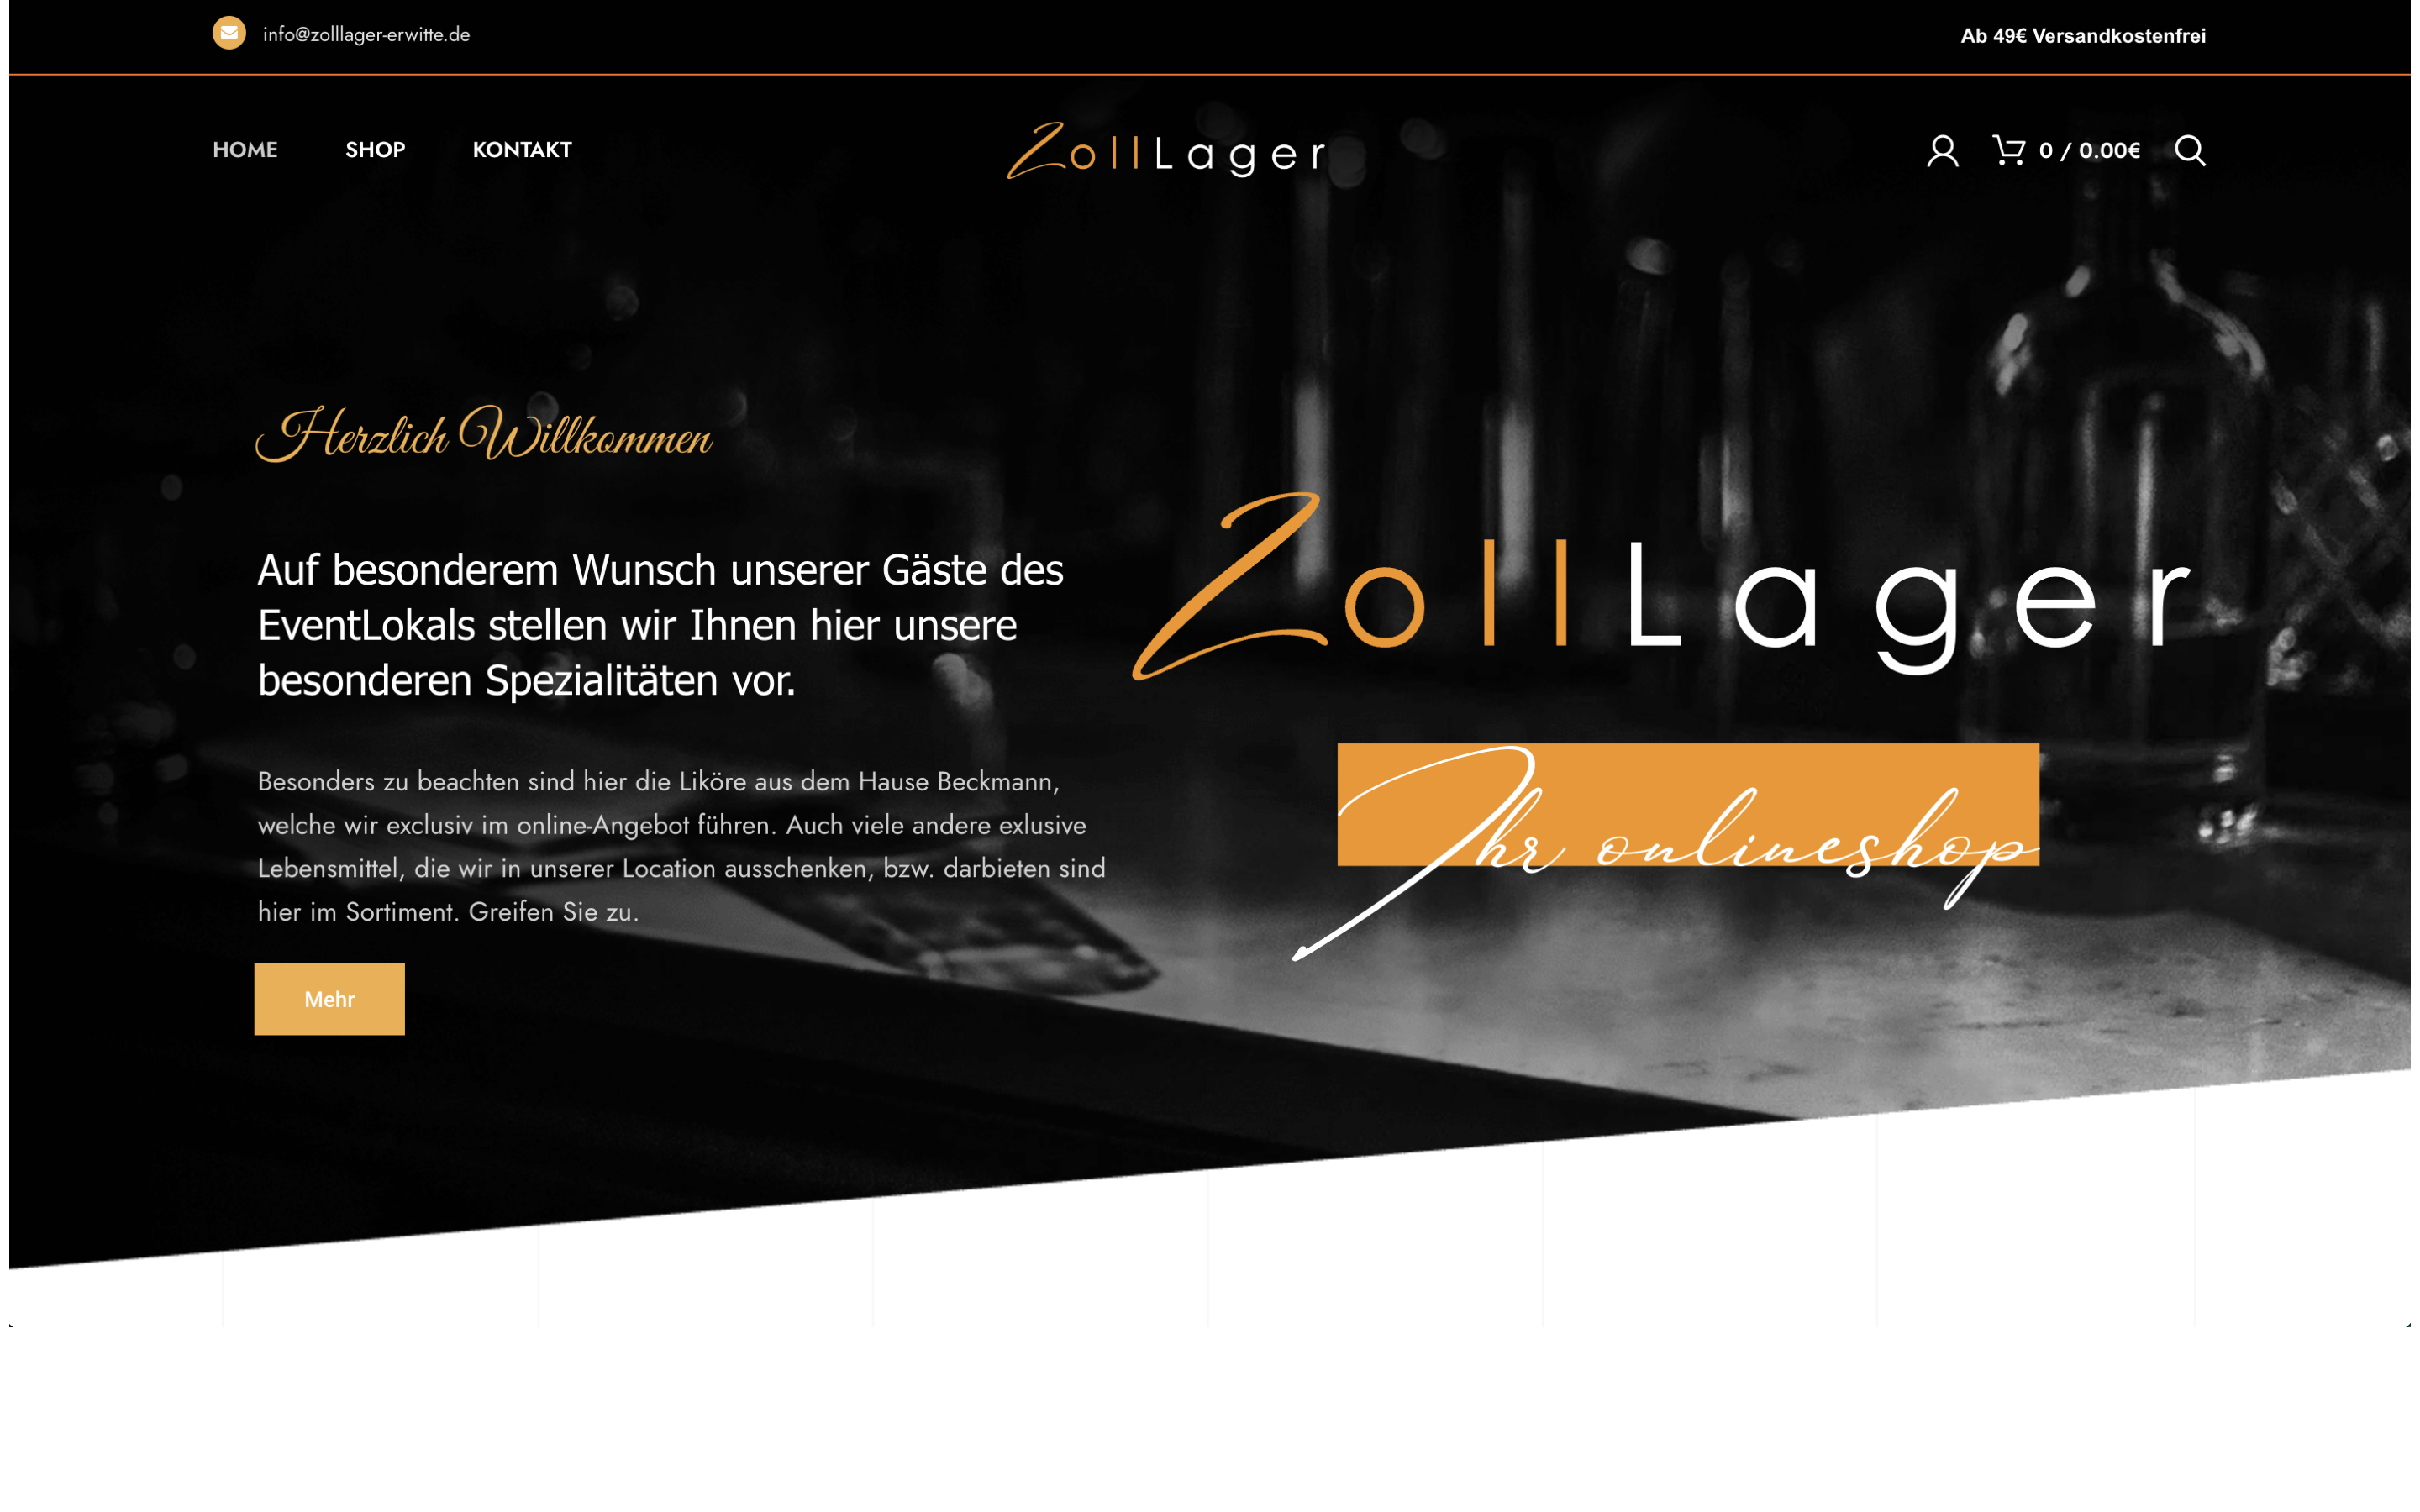 info@zolllager-erwitte.de
Ab 49€ Versandkostenfrei
HOME SHOP KONTAKT
ZollLager
0 / 0.00€
Herzlich Willkommen
Auf besonderem Wunsch unserer Gäste des
EventLokals stellen wir Ihnen hier unsere
besonderen Spezialitäten vor.
Besonders zu beachten sind hier die Liköre aus dem Hause Beckmann,
welche wir exclusiv im online-Angebot führen. Auch viele andere exlusive
Lebensmittel, die wir in unserer Location ausschenken, bzw. darbieten sind
hier im Sortiment. Greifen Sie zu.
Mehr
ZollLager
Ihr onlineshop